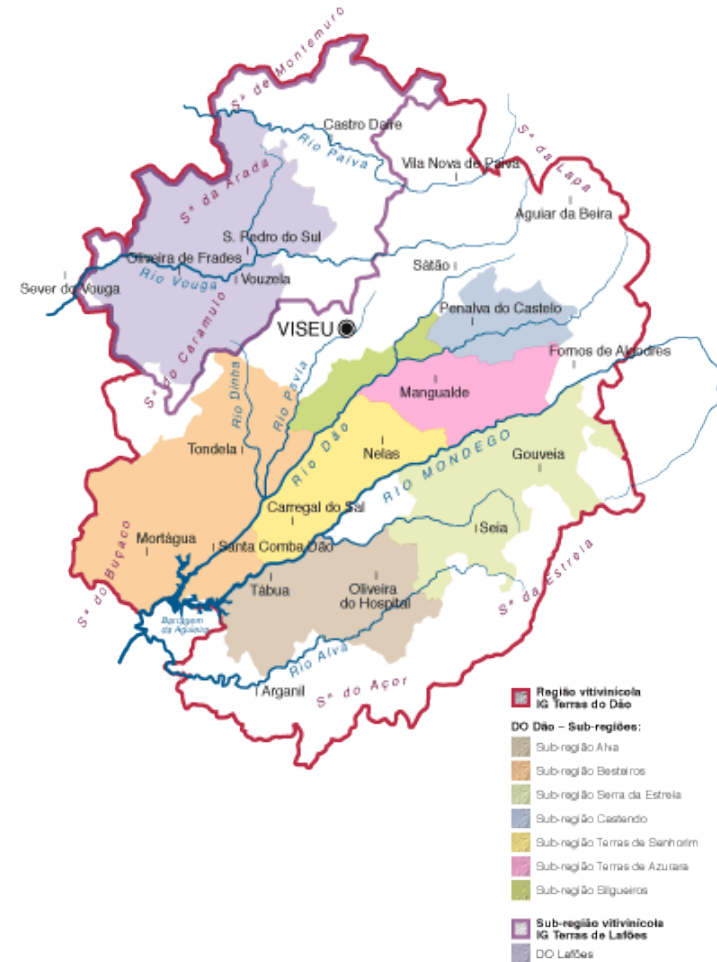 Sª de Montemuro
Castro Daire
Rio Paiva
Vila Nova de Paiva
Sª da Lapa
Sª da Arada
Aguiar da Beira
S. Pedro do Sul
Oliveira de Frades
Sátão
Rio Vouga
Vouzela
Sever do Vouga
Penalva do Castelo
Sª do Caramulo
VISEU
Fornos de Algodres
Rio Dinha
Rio Pavia
Mangualde
Rio Dão
Tondela
Nelas
RIO MONDEGO
Gouveia
Carregal do Sal
Seia
Mortágua
Santa Comba Dão
Sª do Buçaco
Sª da Estrela
Tábua
Oliveira
do Hospital
Barragem
da Aguieira
Rio Alva
Arganil
Sª do Açor
Região vitivinícola
IG Terras do Dão
DO Dão – Sub-regiões:
Sub-região Alva
Sub-região Besteiros
Sub-região Serra da Estrela
Sub-região Castendo
Sub-região Terras de Senhorim
Sub-região Terras de Azurara
Sub-região Silgueiros
Sub-região vitivinícola
IG Terras de Lafões
DO Lafões